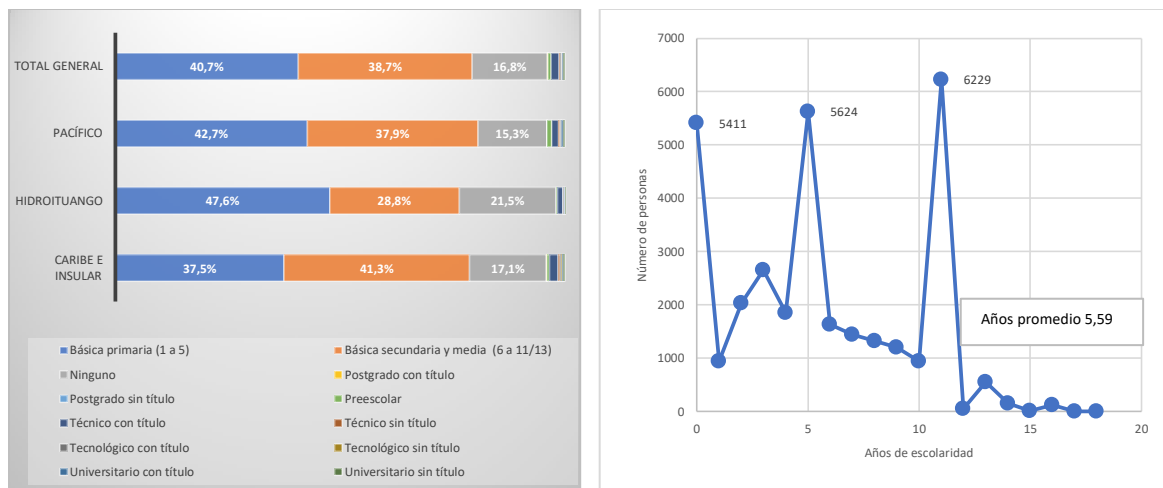 TOTAL GENERAL
40,7%
38,7%
16,8%
PACÍFICO
42,7%
37,9%
15,3%
HIDROITUANGO
47,6%
28,8%
21,5%
CARIBE E
INSULAR
37,5%
41,3%
17,1%
Básica primaria (1 a 5)
Básica secundaria y media (6 a 11/13)
Ninguno
Postgrado con título
Postgrado sin título
Preescolar
Técnico con título
Técnico sin título
Tecnológico con título
Tecnológico sin título
Universitario con título
Universitario sin título
7000
6000
5000
4000
3000
2000
1000
0
Número de personas
5411
5624
6229
Años promedio 5,59
0
5
10
15
20
Años de escolaridad